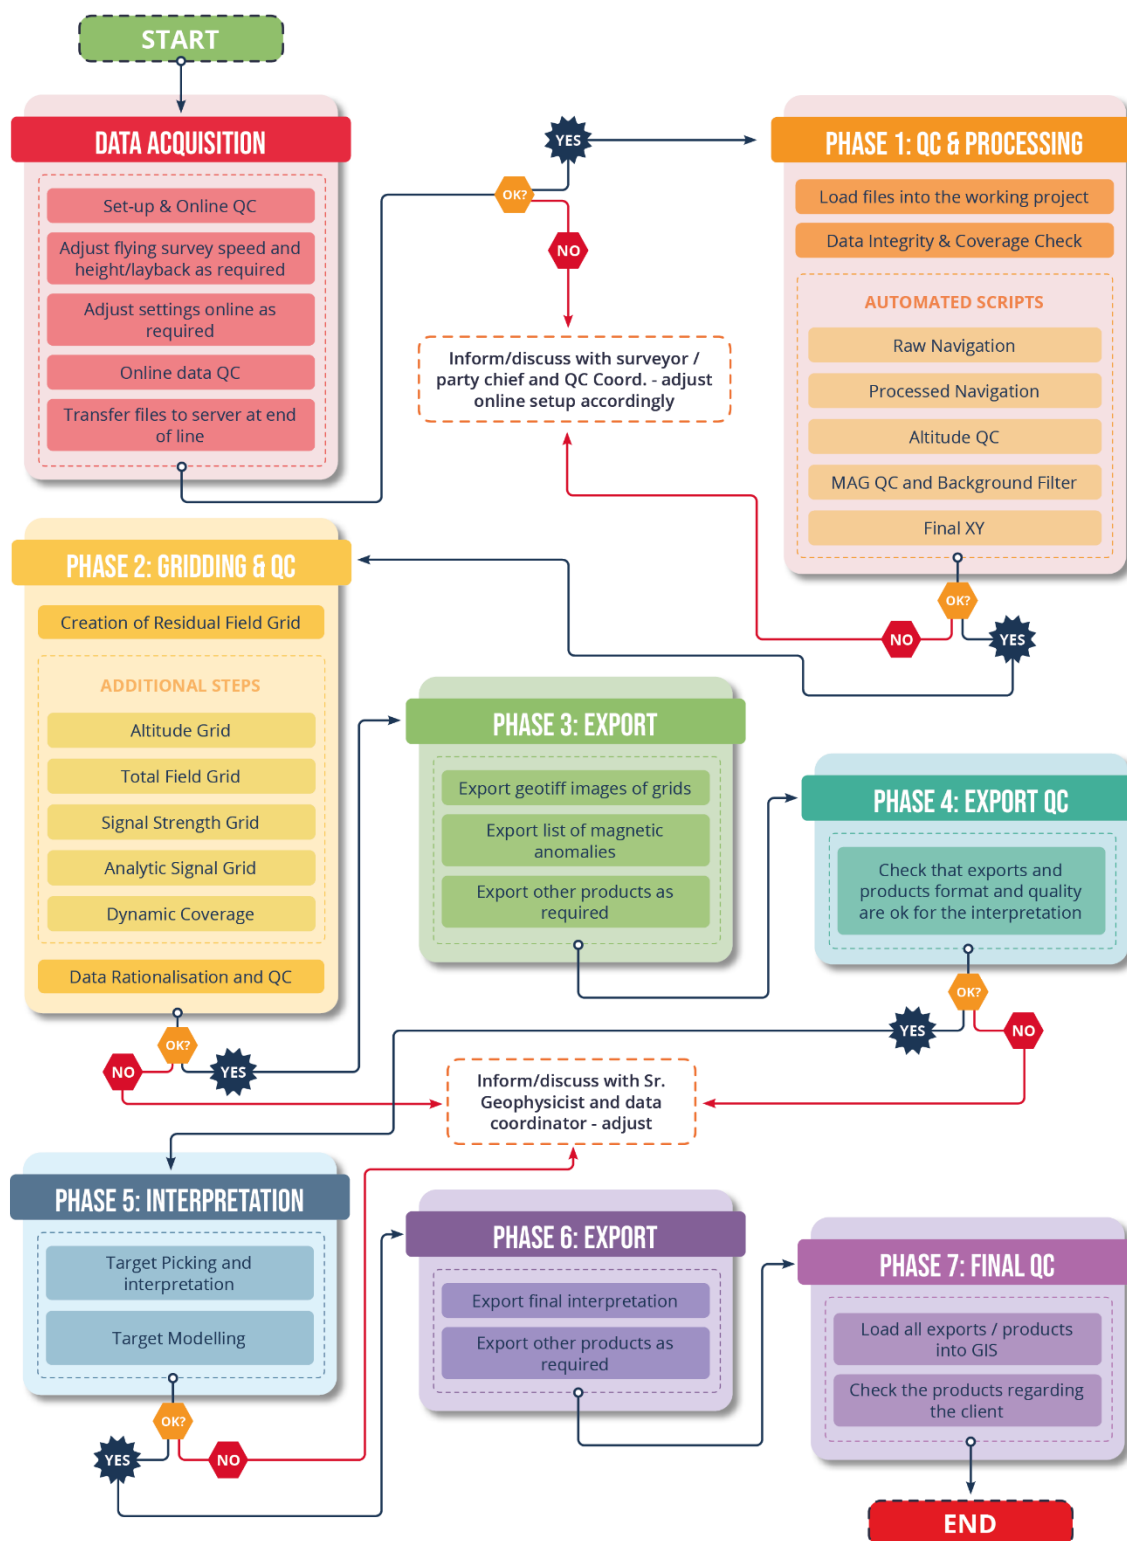 START
DATA ACQUISITION
Set-up & Online QC
Adjust flying survey speed and
height/layback as required
Adjust settings online as
required
Online data QC
Transfer files to server at end
of line
OK?
YES
NO
Inform/discuss with surveyor /
party chief and QC Coord. - adjust
online setup accordingly
PHASE 1: QC & PROCESSING
Load files into the working project
Data Integrity & Coverage Check
AUTOMATED SCRIPTS
Raw Navigation
Processed Navigation
Altitude QC
MAG QC and Background Filter
Final XY
OK?
NO
YES
PHASE 2: GRIDDING & QC
Creation of Residual Field Grid
ADDITIONAL STEPS
Altitude Grid
Total Field Grid
Signal Strength Grid
Analytic Signal Grid
Dynamic Coverage
Data Rationalisation and QC
OK?
NO
YES
PHASE 3: EXPORT
Export geotiff images of grids
Export list of magnetic
anomalies
Export other products as
required
PHASE 4: EXPORT QC
Check that exports and
products format and quality
are ok for the interpretation
OK?
YES
NO
Inform/discuss with Sr.
Geophysicist and data
coordinator - adjust
PHASE 5: INTERPRETATION
Target Picking and
interpretation
Target Modelling
OK?
YES
NO
PHASE 6: EXPORT
Export final interpretation
Export other products as
required
PHASE 7: FINAL QC
Load all exports / products
into GIS
Check the products regarding
the client
END